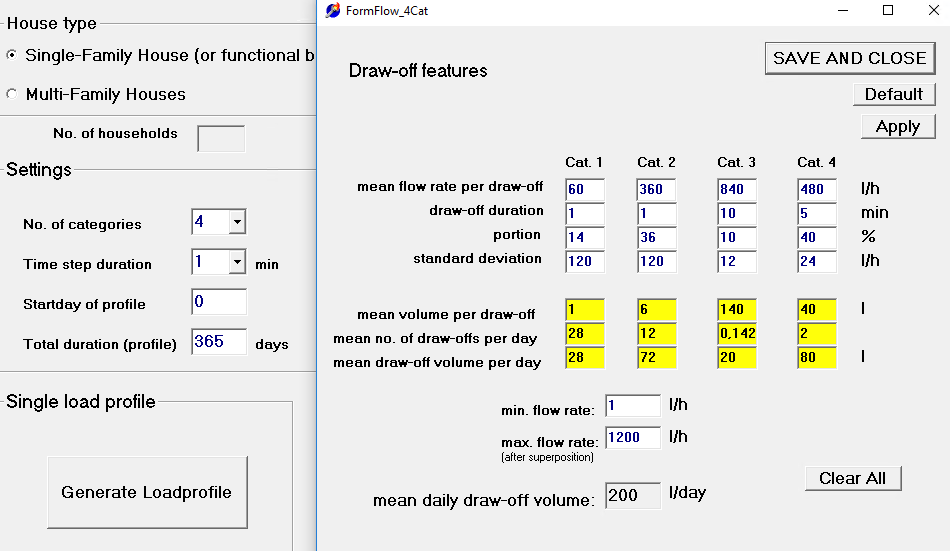 House type
Single-Family House (or functional b
Multi-Family Houses
No. of households
Settings
No. of categories 4
Time step duration 1 min
Startday of profile 0
Total duration (profile) 365 days
Single load profile
Generate Loadprofile
FormFlow_4Cat
SAVE AND CLOSE
Draw-off features
Default
Apply
Cat. 1 Cat. 2 Cat. 3 Cat. 4
mean flow rate per draw-off 60 360 840 480 l/h
draw-off duration 1 1 10 5 min
portion 14 36 10 40 %
standard deviation 120 120 12 24 l/h
mean volume per draw-off 1 6 140 40 l
mean no. of draw-offs per day 28 12 0,142 2
mean draw-off volume per day 28 72 20 80 l
min. flow rate: 1 l/h
max. flow rate: 1200 l/h
(after superposition)
Clear All
mean daily draw-off volume: 200 l/day